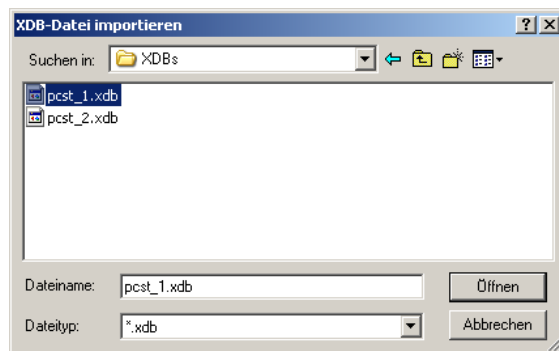 XDB-Datei importieren
Suchen in: XDBs
pcst_1.xdb
pcst_2.xdb
Dateiname: pcst_1.xdb Öffnen
Dateityp: *.xdb Abbrechen